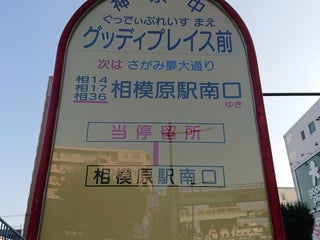 神奈中
ぐっでぃぷれいす まえ
グッディプレイス前
次は さがみ夢大通り
相14
相17
相36
相模原駅南口
ゆき
当停留所
相模原駅南口